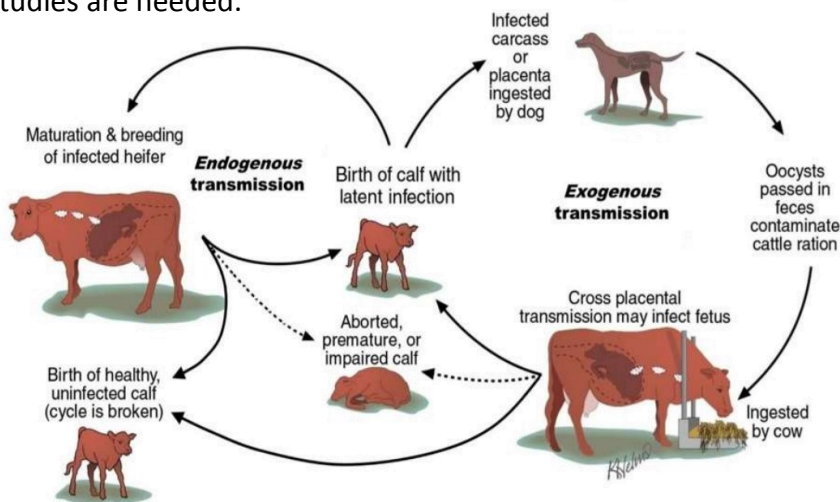 tudies are needed.
Infected
carcass
or
placenta
ingested
by dog
Maturation & breeding
of infected heifer
Endogenous
transmission
Birth of calf with
latent infection
Exogenous
transmission
Oocysts
passed in
feces
contaminate
cattle ration
Cross placental
transmission may infect fetus
Aborted,
premature, or
impaired calf
Birth of healthy,
uninfected calf
(cycle is broken)
Ingested
by cow